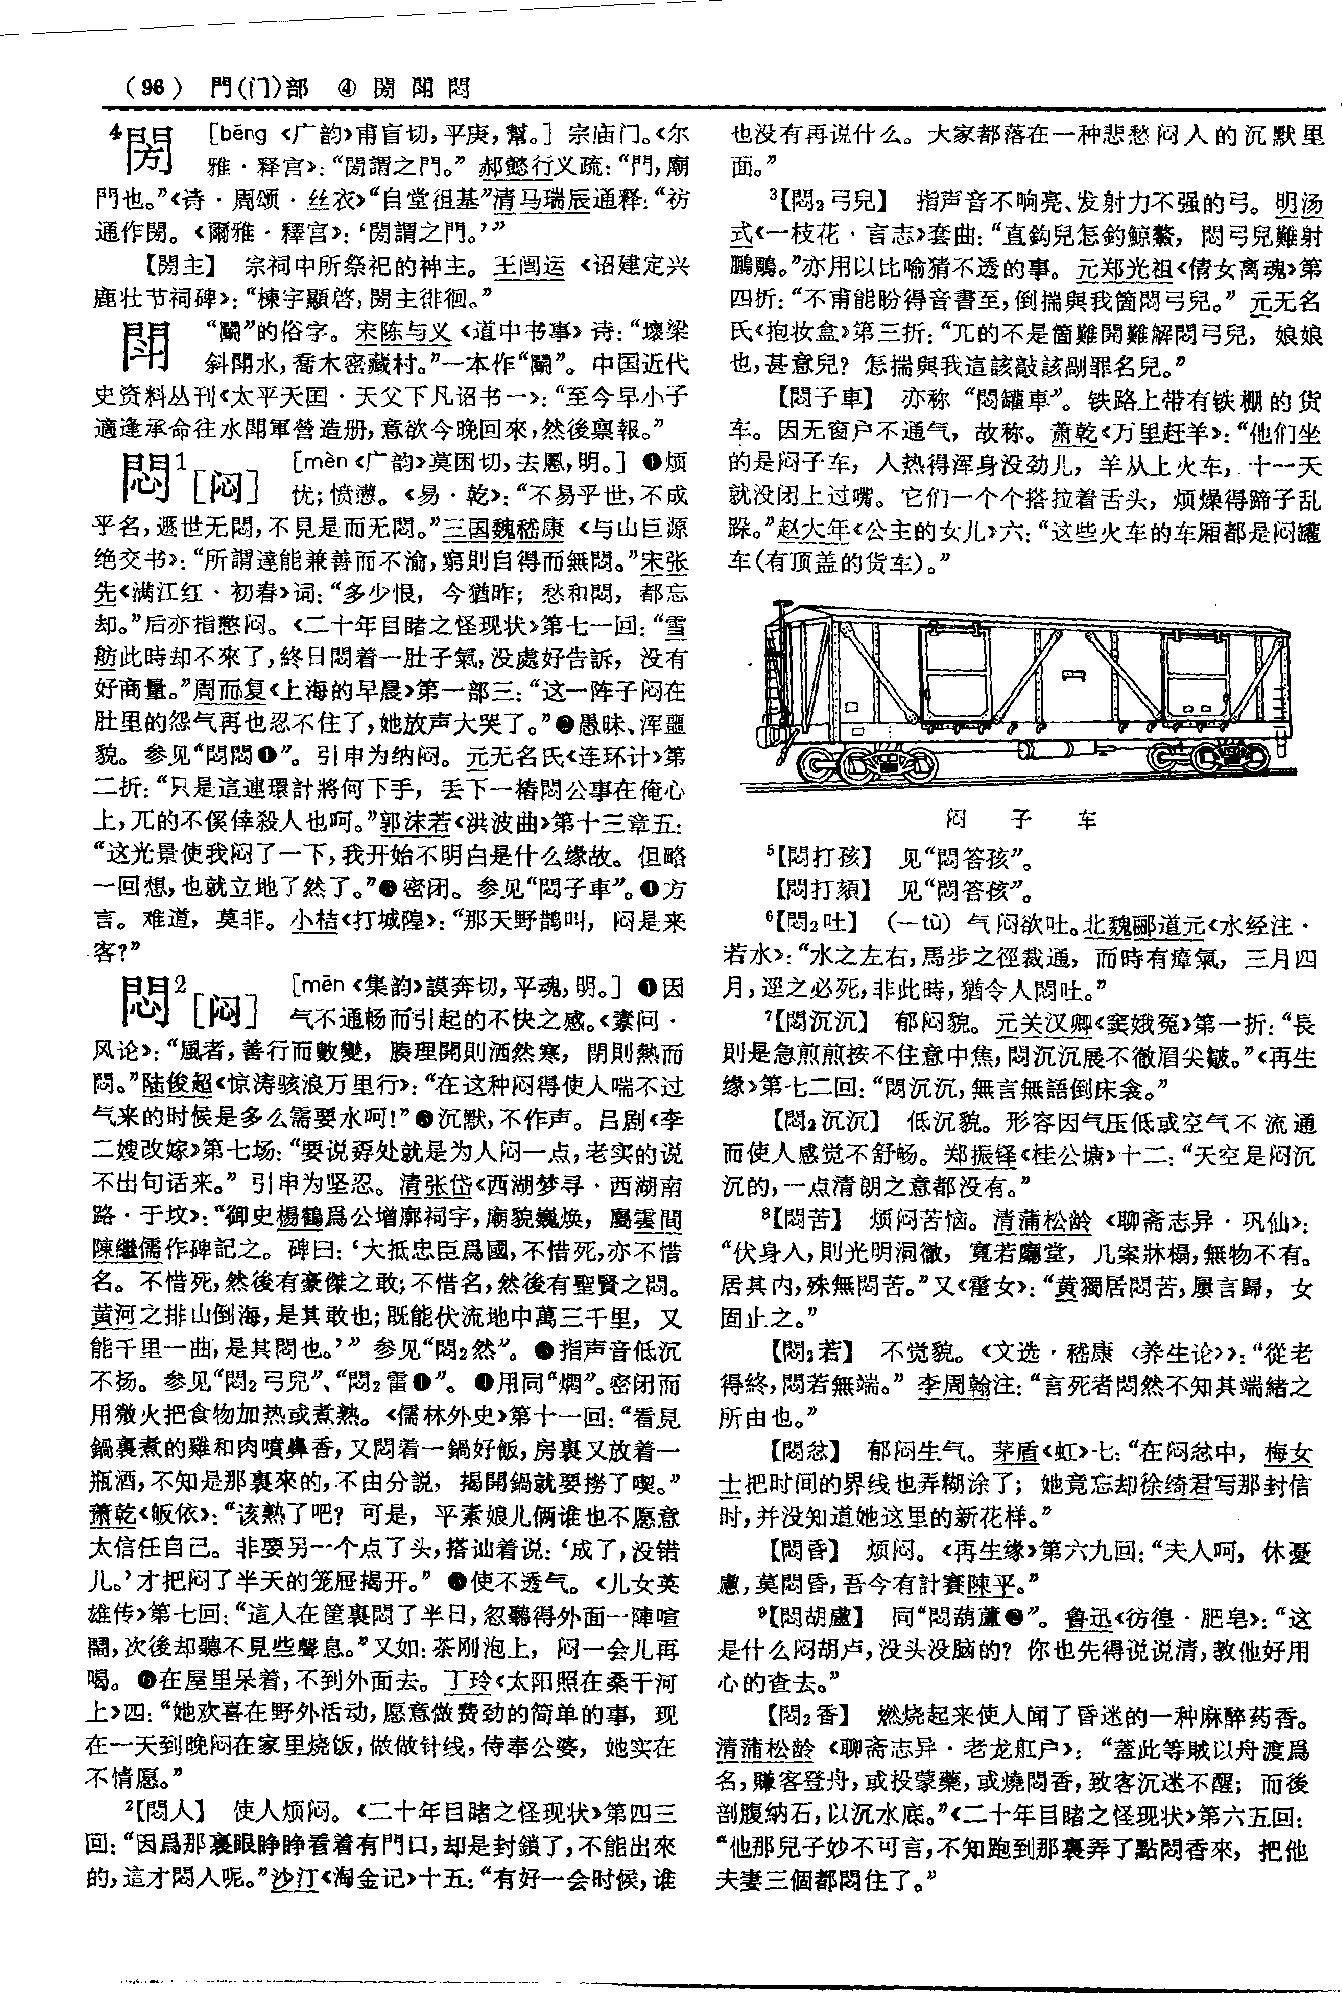 （96） 門(门)部 ④ 閍 䦙 悶
4閍 ［bēng《广韵》甫盲切，平庚，幫。］ 宗庙门。《尔
雅·释宫》：“閍謂之門。” 郝懿行义疏：“門，廟
門也。”《诗·周颂·丝衣》“自堂徂基”清马瑞辰通释：“祊
通作閍。《爾雅·釋宫》：‘閍謂之門。’”
【閍主】 宗祠中所祭祀的神主。王闿运《诏建定兴
鹿壮节祠碑》：“棟宇顯啓，閍主徘徊。”
䦙 “鬭”的俗字。宋陈与义《道中书事》诗：“壞梁
斜䦙水，喬木密藏村。”一本作“鬭”。中国近代
史资料丛刊《太平天囯·天父下凡诏书一》：“至今早小子
適逢承命往水䦙軍營造册，意欲今晚回來，然後禀報。”
悶1［闷］ ［mèn《广韵》莫困切，去慁，明。］ ❶烦
忧；愤懑。《易·乾》：“不易乎世，不成
乎名，遯世无悶，不見是而无悶。”三国魏嵇康《与山巨源
绝交书》：“所謂達能兼善而不渝，窮則自得而無悶。”宋张
先《满江红·初春》词：“多少恨，今猶昨；愁和悶，都忘
却。”后亦指憋闷。《二十年目睹之怪现状》第七一回：“雪
舫此時却不來了，終日悶着一肚子氣，没處好告訴，没有
好商量。”周而复《上海的早晨》第一部三：“这一阵子闷在
肚里的怨气再也忍不住了，她放声大哭了。”❷愚昧、浑噩
貌。参见“悶悶❶”。引申为纳闷。元无名氏《连环计》第
二折：“只是這連環計將何下手，丢下一樁悶公事在俺心
上，兀的不傒倖殺人也呵。”郭沫若《洪波曲》第十三章五：
“这光景使我闷了一下，我开始不明白是什么缘故。但略
一回想，也就立地了然了。”❸密闭。参见“悶子車”。❹方
言。难道，莫非。小桔《打城隍》：“那天野鹊叫，闷是来
客？”
悶2［闷］ ［mēn《集韵》謨奔切，平魂，明。］ ❶因
气不通畅而引起的不快之感。《素问·
风论》：“風者，善行而數變，腠理開則洒然寒，閉則熱而
悶。”陆俊超《惊涛骇浪万里行》：“在这种闷得使人喘不过
气来的时候是多么需要水呵！”❷沉默，不作声。吕剧《李
二嫂改嫁》第七场：“要说孬处就是为人闷一点，老实的说
不出句话来。” 引申为坚忍。清张岱《西湖梦寻·西湖南
路·于坟》：“御史楊鶴爲公增廓祠宇，廟貌巍焕，屬雲間
陳繼儒作碑記之。碑曰：‘大抵忠臣爲國，不惜死，亦不惜
名。不惜死，然後有豪傑之敢；不惜名，然後有聖賢之悶。
黄河之排山倒海，是其敢也；既能伏流地中萬三千里，又
能千里一曲，是其悶也。’” 参见“悶2然”。❸指声音低沉
不扬。参见“悶2弓兒”、“悶2雷❶”。❹用同“焖”。密闭而
用微火把食物加热或煮熟。《儒林外史》第十一回：“看見
鍋裏煮的雞和肉噴鼻香，又悶着一鍋好飯，房裏又放着一
瓶酒，不知是那裏來的，不由分説，揭開鍋就要撈了喫。”
萧乾《皈依》：“该熟了吧？可是，平素娘儿俩谁也不愿意
太信任自己。非要另一个点了头，搭讪着说：‘成了，没错
儿。’才把闷了半天的笼屉揭开。” ❺使不透气。《儿女英
雄传》第七回：“這人在筐裏悶了半日，忽聽得外面一陣喧
鬧，次後却聽不見些聲息。”又如：茶刚泡上，闷一会儿再
喝。❻在屋里呆着，不到外面去。丁玲《太阳照在桑干河
上》四：“她欢喜在野外活动，愿意做费劲的简单的事，现
在一天到晚闷在家里烧饭，做做针线，侍奉公婆，她实在
不情愿。”
2【悶人】 使人烦闷。《二十年目睹之怪现状》第四三
回：“因爲那裏眼睁睁看着有門口，却是封鎖了，不能出來
的，這才悶人呢。”沙汀《淘金记》十五：“有好一会时候，谁
也没有再说什么。大家都落在一种悲愁闷人的沉默里
面。”
3【悶2弓兒】 指声音不响亮、发射力不强的弓。明汤
式《一枝花·言志》套曲：“直鈎兒怎釣鯨鰲，悶弓兒難射
鵬鶚。”亦用以比喻猜不透的事。元郑光祖《倩女离魂》第
四折：“不甫能盼得音書至，倒揣與我箇悶弓兒。” 元无名
氏《抱妆盒》第三折：“兀的不是箇難開難解悶弓兒，娘娘
也，甚意兒？怎揣與我這該敲該剮罪名兒。”
【悶子車】 亦称“悶罐車”。铁路上带有铁棚的货
车。因无窗户不通气，故称。萧乾《万里赶羊》：“他们坐
的是闷子车，人热得浑身没劲儿，羊从上火车，十一天
就没闭上过嘴。它们一个个搭拉着舌头，烦燥得蹄子乱
跺。”赵大年《公主的女儿》六：“这些火车的车厢都是闷罐
车（有顶盖的货车）。”
闷 子 车
5【悶打孩】 见“悶答孩”。
【悶打頦】 见“悶答孩”。
6【悶2吐】 （—tù）气闷欲吐。北魏郦道元《水经注·
若水》：“水之左右，馬步之徑裁通，而時有瘴氣，三月四
月，逕之必死，非此時，猶令人悶吐。”
7【悶沉沉】 郁闷貌。元关汉卿《窦娥冤》第一折：“長
則是急煎煎按不住意中焦，悶沉沉展不徹眉尖皺。”《再生
缘》第七二回：“悶沉沉，無言無語倒床衾。”
【悶2沉沉】 低沉貌。形容因气压低或空气不流通
而使人感觉不舒畅。郑振铎《桂公塘》十二：“天空是闷沉
沉的，一点清朗之意都没有。”
8【悶苦】 烦闷苦恼。清蒲松龄《聊斋志异·巩仙》：
“伏身入，則光明洞徹，寬若廳堂，几案牀榻，無物不有。
居其内，殊無悶苦。”又《霍女》：“黄獨居悶苦，屢言歸，女
固止之。”
【悶2若】 不觉貌。《文选·嵇康〈养生论〉》：“從老
得終，悶若無端。” 李周翰注：“言死者悶然不知其端緒之
所由也。”
【悶忿】 郁闷生气。茅盾《虹》七：“在闷忿中，梅女
士把时间的界线也弄糊涂了；她竟忘却徐绮君写那封信
时，并没知道她这里的新花样。”
【悶昏】 烦闷。《再生缘》第六九回：“夫人呵，休憂
慮，莫悶昏，吾今有計賽陳平。”
9【悶胡盧】 同“悶葫蘆❷”。鲁迅《彷徨·肥皂》：“这
是什么闷胡卢，没头没脑的？你也先得说说清，教他好用
心的查去。”
【悶2香】 燃烧起来使人闻了昏迷的一种麻醉药香。
清蒲松龄《聊斋志异·老龙舡户》：“蓋此等賊以舟渡爲
名，賺客登舟，或投蒙藥，或燒悶香，致客沉迷不醒；而後
剖腹納石，以沉水底。”《二十年目睹之怪现状》第六五回：
“他那兒子妙不可言，不知跑到那裏弄了點悶香來，把他
夫妻三個都悶住了。”